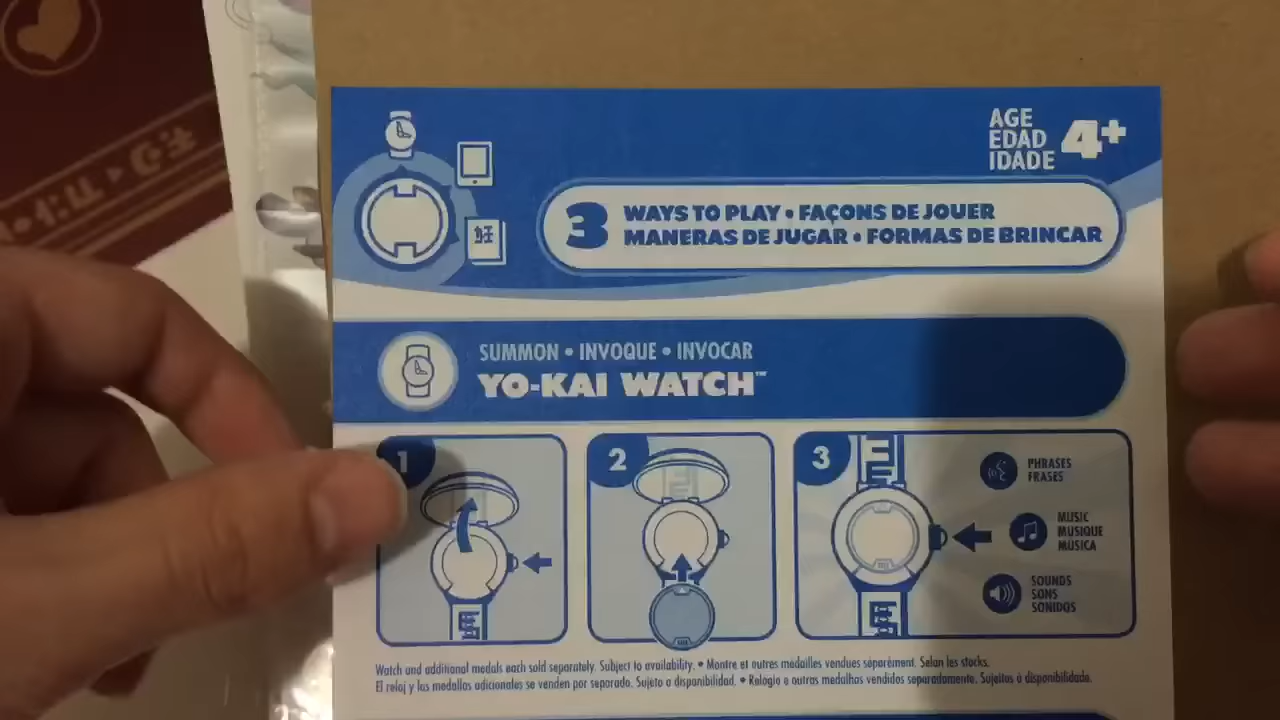 AGE
EDAD
IDADE
4+
3
WAYS TO PLAY • FAÇONS DE JOUER
MANERAS DE JUGAR • FORMAS DE BRINCAR
SUMMON • INVOQUE • INVOCAR
YO-KAI WATCH™
1
2
3
PHRASES
FRASES
MUSIC
MUSIQUE
MÚSICA
SOUNDS
SONS
SONIDOS
Watch and additional medals each sold separately. Subject to availability. • Montre et autres médailles vendues séparément. Selon les stocks.
El reloj y las medallas adicionales se venden por separado. Sujeto a disponibilidad. • Relógio e outras medalhas vendidos separadamente. Sujeitos à disponibilidade.